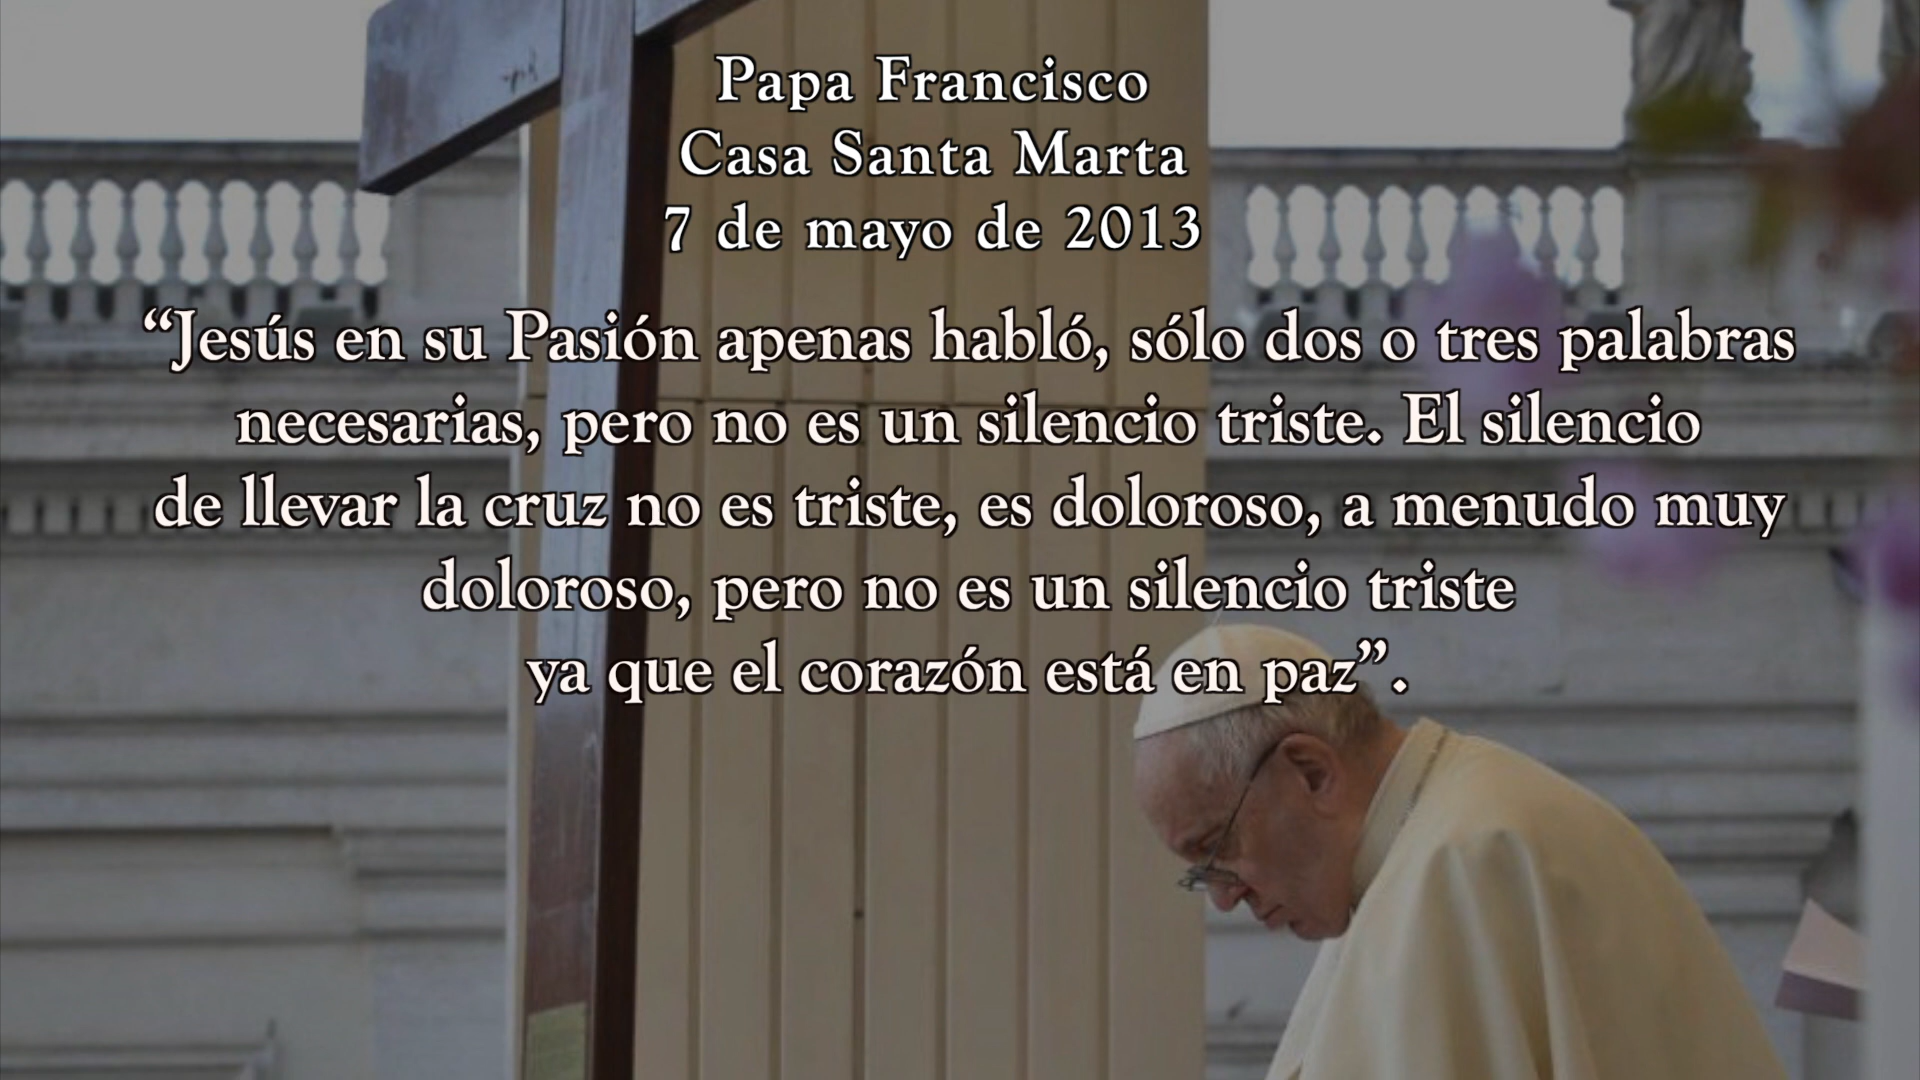 Papa Francisco
Casa Santa Marta
7 de mayo de 2013
“Jesús en su Pasión apenas habló, sólo dos o tres palabras
necesarias, pero no es un silencio triste. El silencio
de llevar la cruz no es triste, es doloroso, a menudo muy
doloroso, pero no es un silencio triste
ya que el corazón está en paz”.